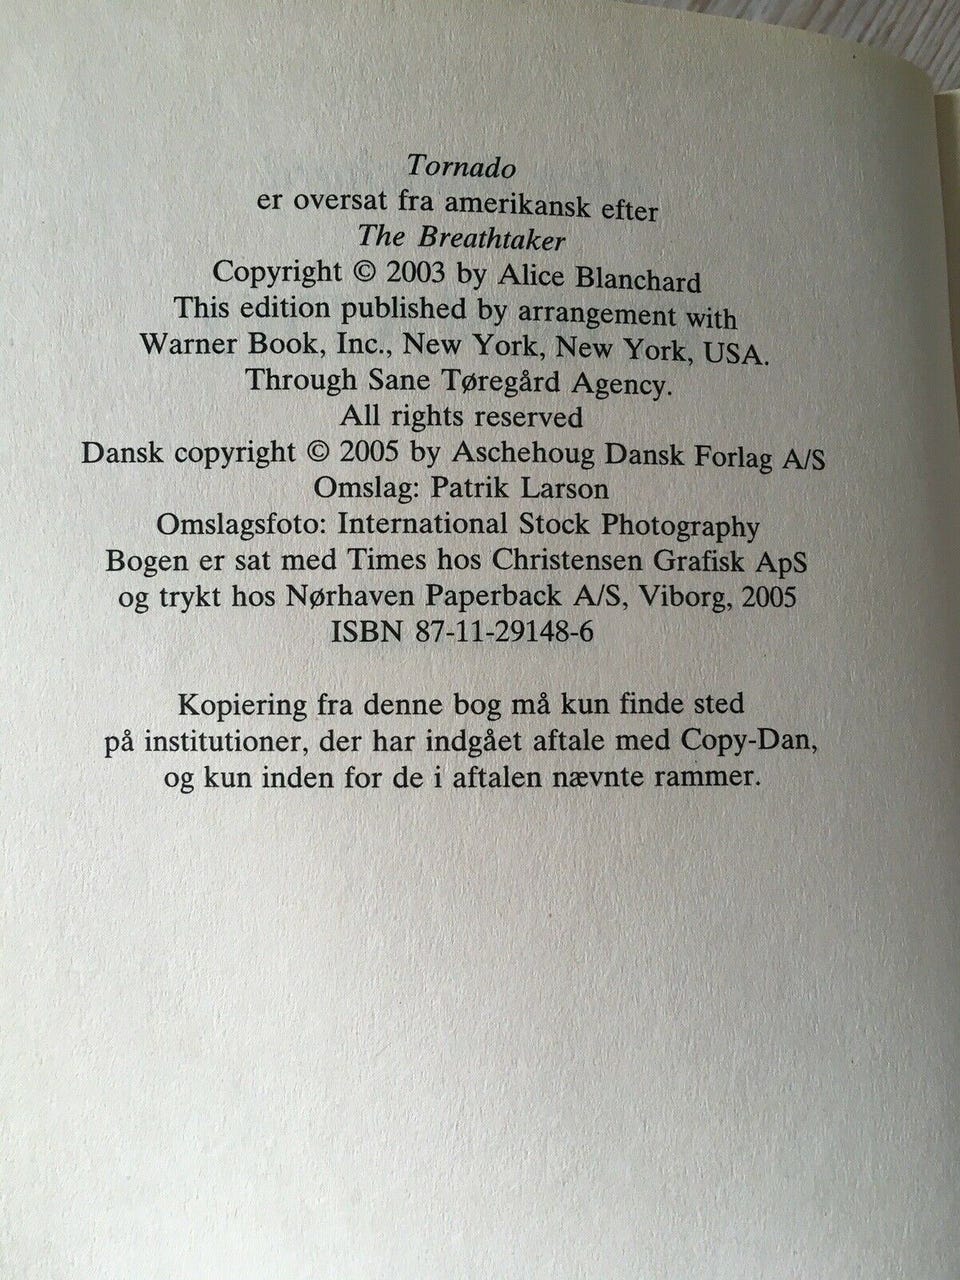 Tornado
er oversat fra amerikansk efter
The Breathtaker
Copyright © 2003 by Alice Blanchard
This edition published by arrangement with
Warner Book, Inc., New York, New York, USA.
Through Sane Tøregård Agency.
All rights reserved
Dansk copyright © 2005 by Aschehoug Dansk Forlag A/S
Omslag: Patrik Larson
Omslagsfoto: International Stock Photography
Bogen er sat med Times hos Christensen Grafisk ApS
og trykt hos Nørhaven Paperback A/S, Viborg, 2005
ISBN 87-11-29148-6
Kopiering fra denne bog må kun finde sted
på institutioner, der har indgået aftale med Copy-Dan,
og kun inden for de i aftalen nævnte rammer.